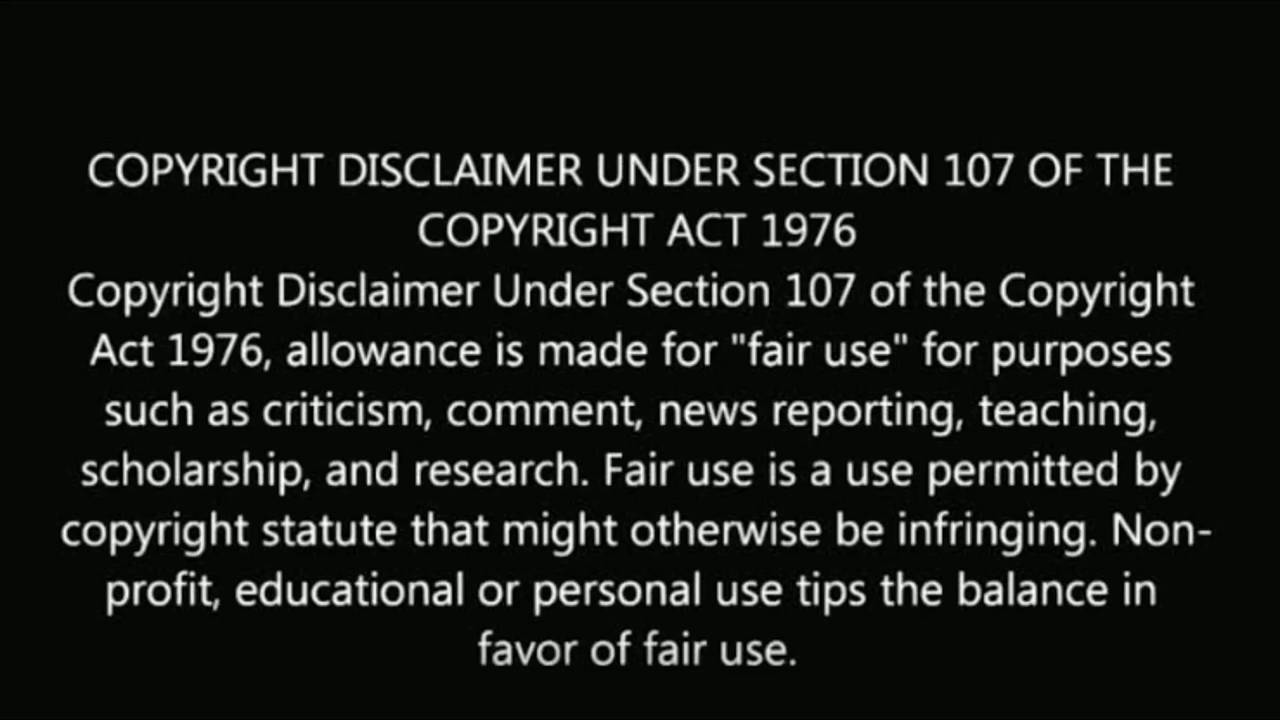 COPYRIGHT DISCLAIMER UNDER SECTION 107 OF THE
COPYRIGHT ACT 1976
Copyright Disclaimer Under Section 107 of the Copyright
Act 1976, allowance is made for "fair use" for purposes
such as criticism, comment, news reporting, teaching,
scholarship, and research. Fair use is a use permitted by
copyright statute that might otherwise be infringing. Non-
profit, educational or personal use tips the balance in
favor of fair use.